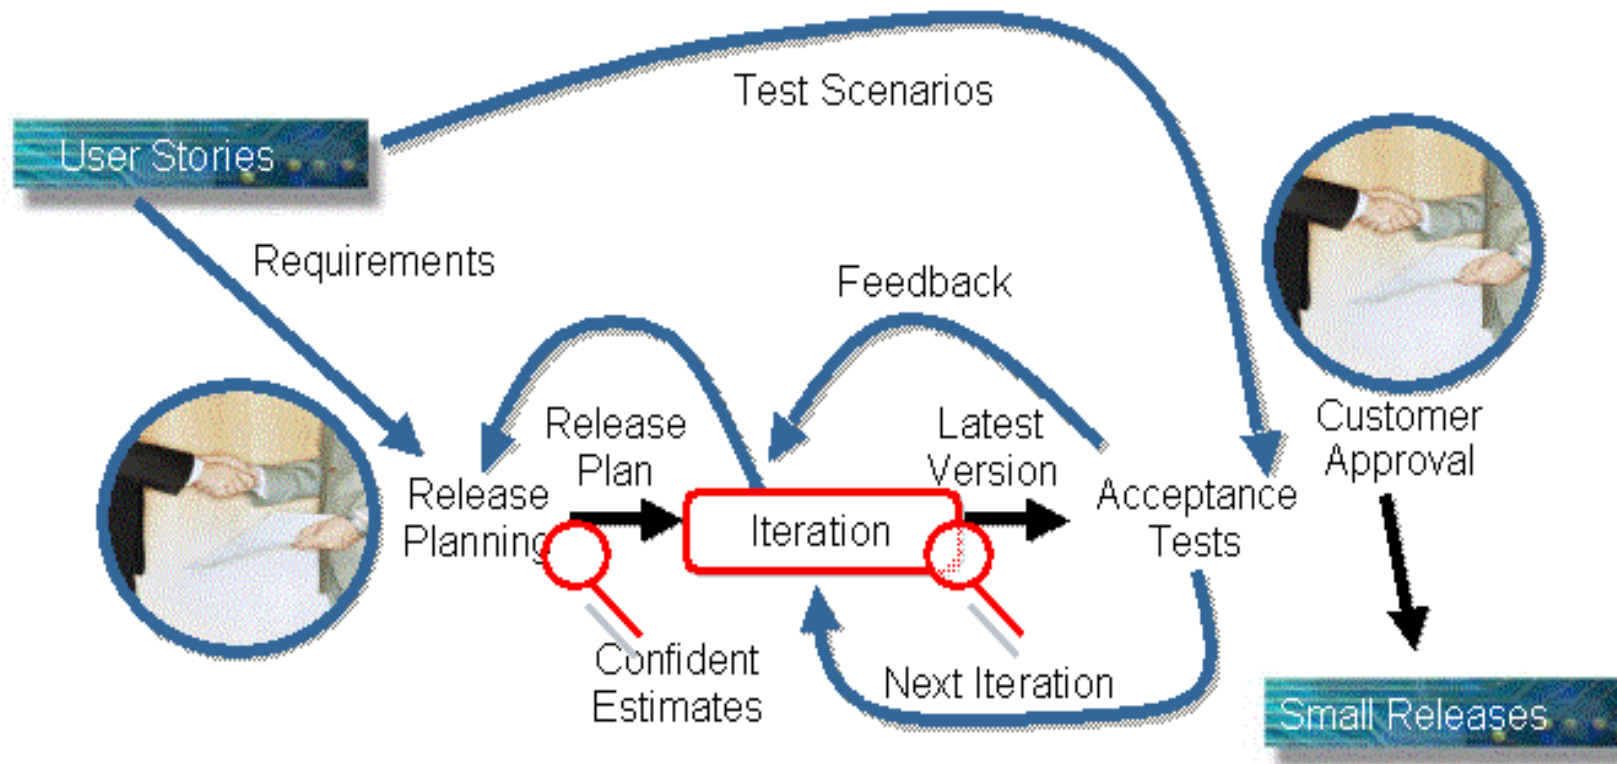 Test Scenarios
User Stories
Requirements
Feedback
Customer
Approval
Release
Plan
Latest
Version
Release
Planning
Iteration
Acceptance
Tests
Confident
Estimates
Next Iteration
Small Releases